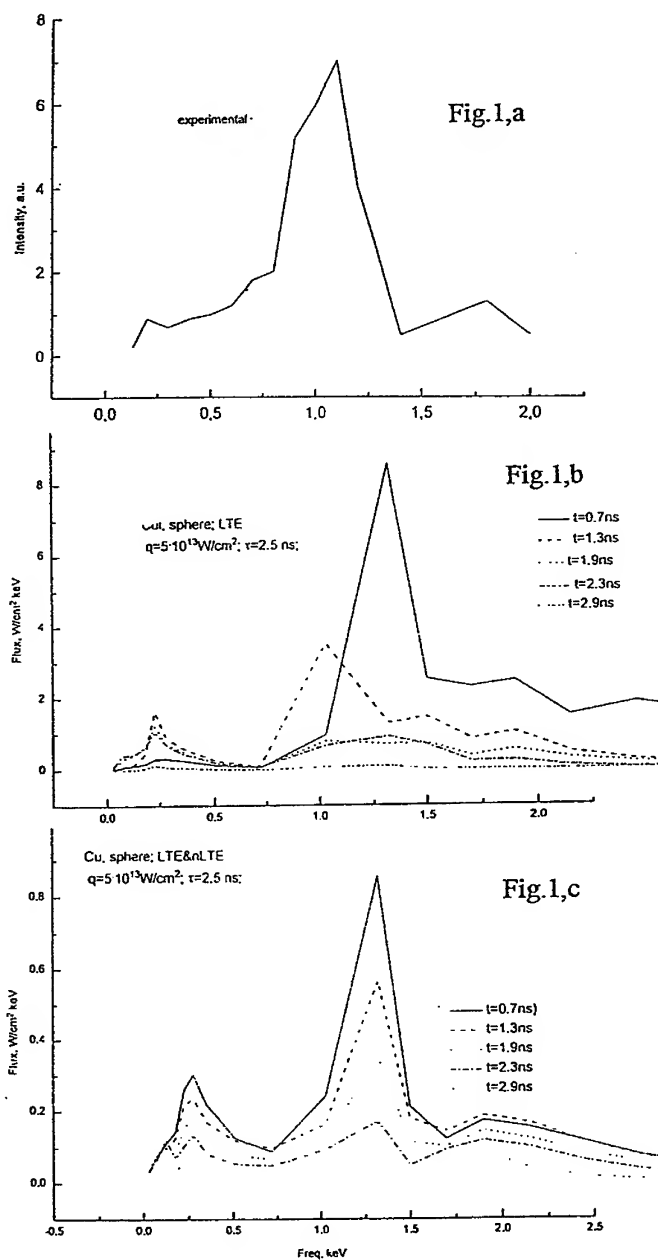 8
6
4
2
0
Intensity, a.u.
experimental
Fig.1,a
0,0
0,5
1,0
1,5
2,0
8
6
4
2
0
Flux, W/cm² keV
Fig.1,b
sphere; LTE
q=5·10¹³W/cm²; τ=2.5 ns;
t=0.7ns
t=1.3ns
t=1.9ns
t=2.3ns
t=2.9ns
0.0
0.5
1.0
1.5
2.0
0.8
0.6
0.4
0.2
0.0
Flux, W/cm² keV
Cu, sphere; LTE&nLTE
q=5·10¹³W/cm²; τ=2.5 ns;
Fig.1,c
t=0.7ns)
t=1.3ns
t=1.9ns
t=2.3ns
t=2.9ns
-0.5
0.0
0.5
1.0
1.5
2.0
2.5
Freq, keV